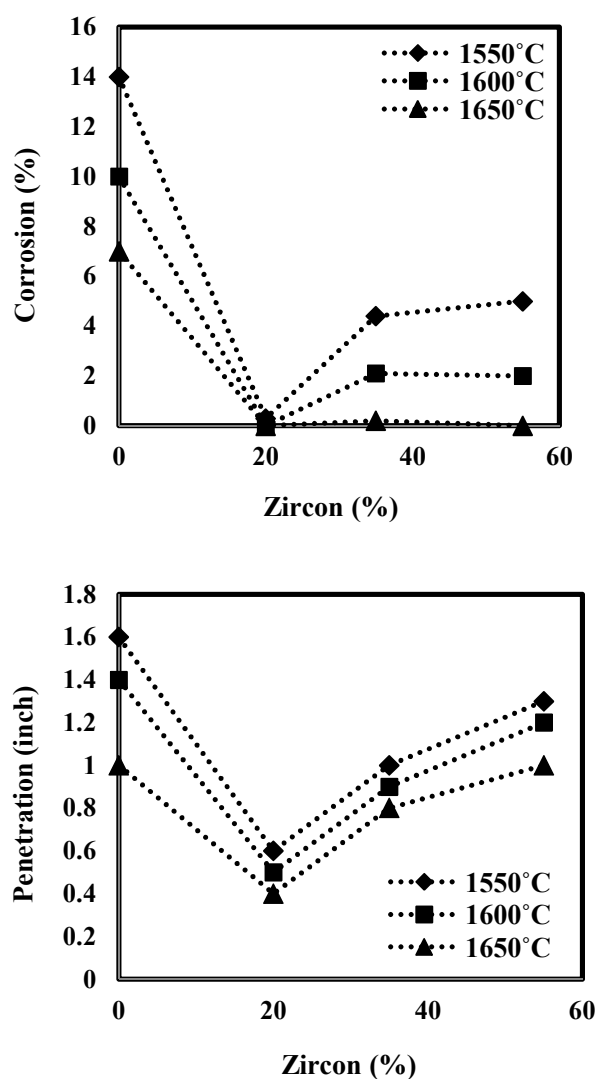 16
14
12
10
8
6
4
2
0
Corrosion (%)
1550˚C
1600˚C
1650˚C
0 20 40 60
Zircon (%)
1.8
1.6
1.4
1.2
1
0.8
0.6
0.4
0.2
0
Penetration (inch)
1550˚C
1600˚C
1650˚C
0 20 40 60
Zircon (%)